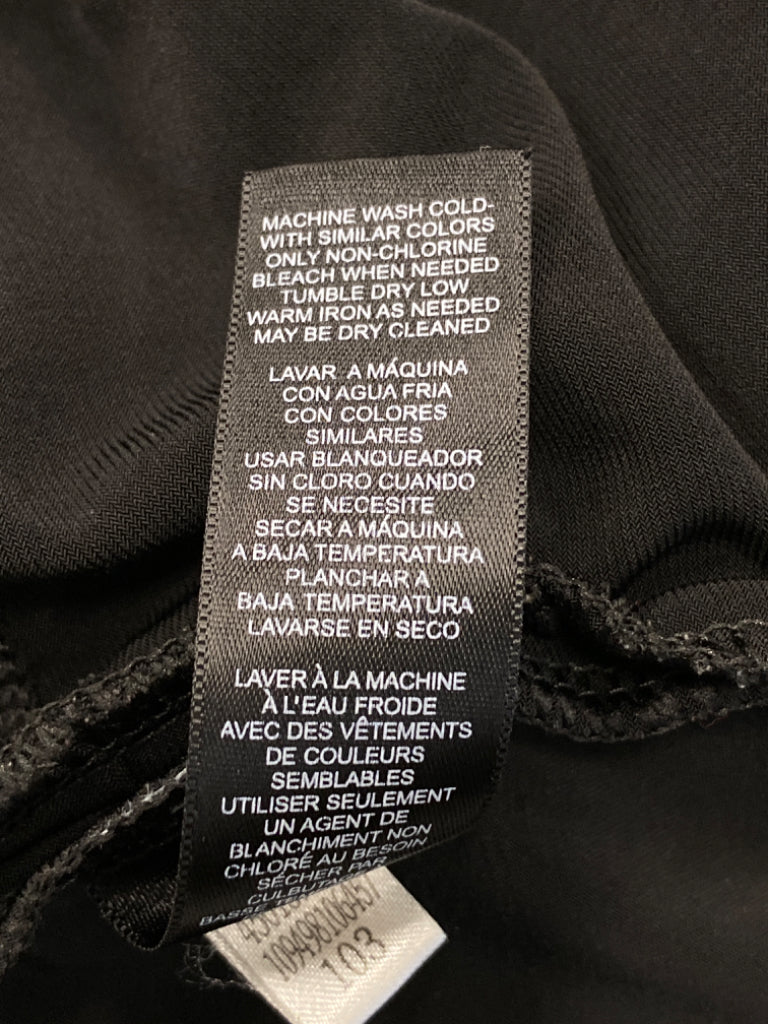 MACHINE WASH COLD-
WITH SIMILAR COLORS
ONLY NON-CHLORINE
BLEACH WHEN NEEDED
TUMBLE DRY LOW
WARM IRON AS NEEDED
MAY BE DRY CLEANED
LAVAR A MÁQUINA
CON AGUA FRIA
CON COLORES
SIMILARES
USAR BLANQUEADOR
SIN CLORO CUANDO
SE NECESITE
SECAR A MÁQUINA
A BAJA TEMPERATURA
PLANCHAR A
BAJA TEMPERATURA
LAVARSE EN SECO
LAVER À LA MACHINE
À L'EAU FROIDE
AVEC DES VÊTEMENTS
DE COULEURS
SEMBLABLES
UTILISER SEULEMENT
UN AGENT DE
BLANCHIMENT NON
CHLORÉ AU BESOIN
SÉCHER PAR
BASSE
109498106457
103